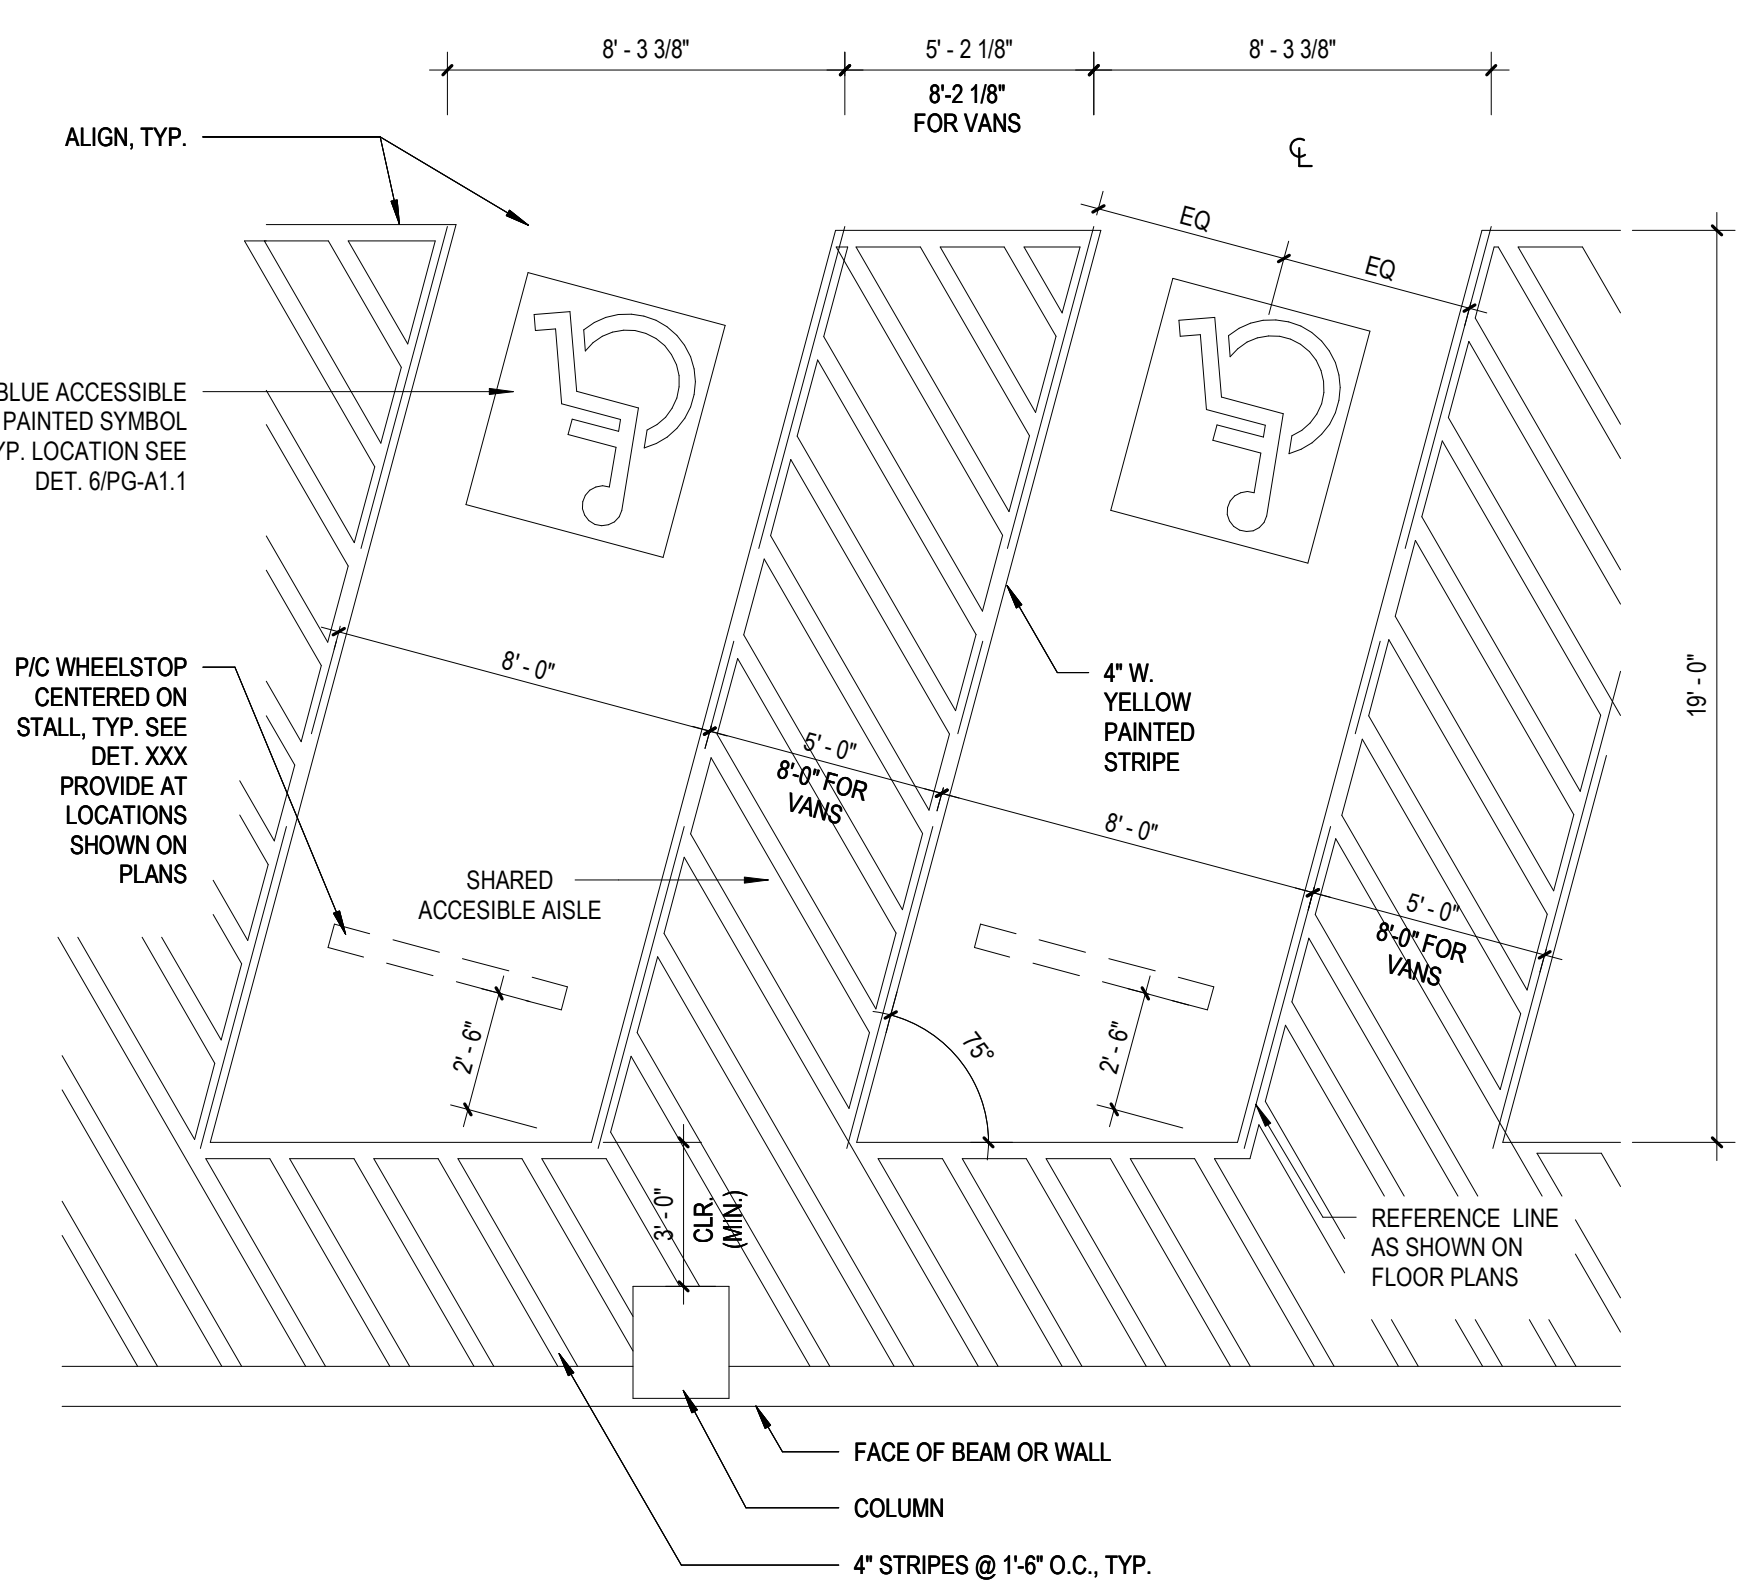 8' - 3 3/8"
5' - 2 1/8"
8' - 3 3/8"
8'-2 1/8"
FOR VANS
ALIGN, TYP.
℄
EQ
EQ
BLUE ACCESSIBLE
PAINTED SYMBOL
YP. LOCATION SEE
DET. 6/PG-A1.1
P/C WHEELSTOP
CENTERED ON
STALL, TYP. SEE
DET. XXX
PROVIDE AT
LOCATIONS
SHOWN ON
PLANS
8' - 0"
4" W.
YELLOW
PAINTED
STRIPE
19' - 0"
5' - 0"
8'-0" FOR
VANS
8' - 0"
SHARED
ACCESIBLE AISLE
5' - 0"
8'-0" FOR
VANS
2' - 6"
75°
2' - 6"
3' - 0"
CLR.
(MIN.)
REFERENCE LINE
AS SHOWN ON
FLOOR PLANS
FACE OF BEAM OR WALL
COLUMN
4" STRIPES @ 1'-6" O.C., TYP.